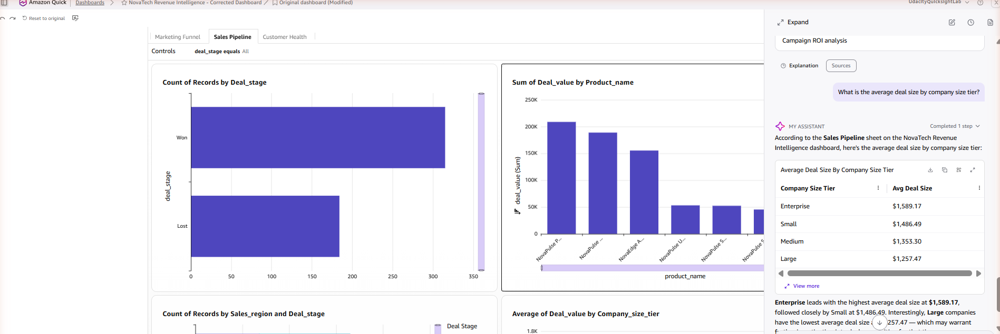 Amazon Quick
Dashboards
NovaTech Revenue Intelligence - Corrected Dashboard
Original dashboard (Modified)
UdacityQuicksightLab
Reset to original
Marketing Funnel
Sales Pipeline
Customer Health
Controls
deal_stage equals All
Count of Records by Deal_stage
deal_stage
Won
Lost
0 50 100 150 200 250 300 350
Sum of Deal_value by Product_name
deal_value (Sum)
250K
200K
150K
100K
50K
0
NovaPulse P...
NovaPulse ...
NovaEdge A...
NovaPulse U...
NovaPulse S...
NovaPulse S
product_name
Count of Records by Sales_region and Deal_stage
Deal Stage
Average of Deal_value by Company_size_tier
1.8K
Expand
Campaign ROI analysis
Explanation
Sources
What is the average deal size by company size tier?
MY ASSISTANT
Completed 1 step
According to the Sales Pipeline sheet on the NovaTech Revenue
Intelligence dashboard, here's the average deal size by company size tier:
Average Deal Size By Company Size Tier
Company Size Tier Avg Deal Size
Enterprise $1,589.17
Small $1,486.49
Medium $1,353.30
Large $1,257.47
View more
Enterprise leads with the highest average deal size at $1,589.17,
followed closely by Small at $1,486.49. Interestingly, Large companies
have the lowest average deal size 257.47 — which may warrant